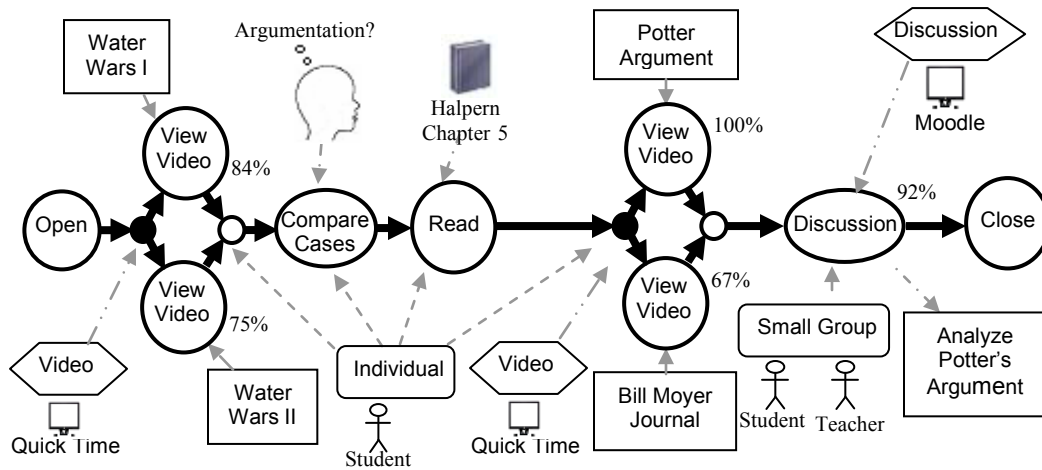 Water
Wars I
Argumentation?
Halpern
Chapter 5
Potter
Argument
Discussion
Moodle
View
Video
84%
View
Video
100%
Open
Compare
Cases
Read
Discussion
92%
Close
View
Video
75%
View
Video
67%
Video
Quick Time
Water
Wars II
Individual
Student
Video
Quick Time
Bill Moyer
Journal
Small Group
Student
Teacher
Analyze
Potter's
Argument